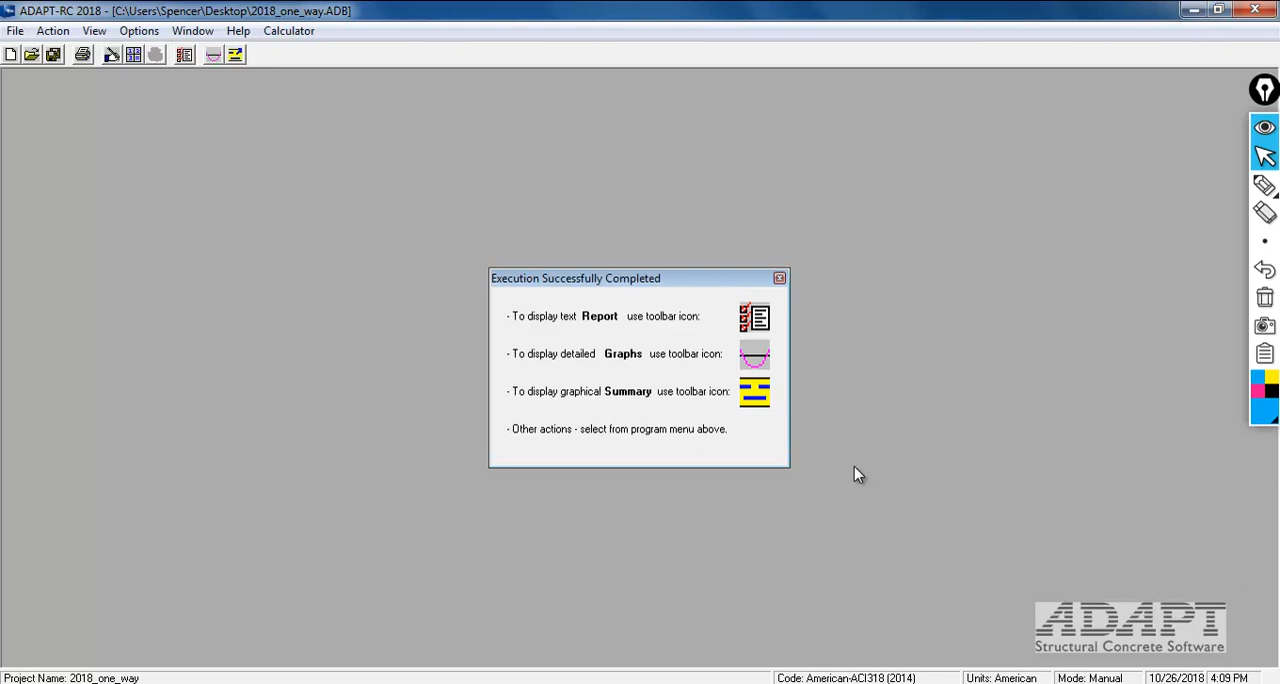 ADAPT-RC 2018 - [C:\Users\Spencer\Desktop\2018_one_way.ADB]
File Action View Options Window Help Calculator
Execution Successfully Completed
- To display text Report use toolbar icon:
- To display detailed Graphs use toolbar icon:
- To display graphical Summary use toolbar icon:
- Other actions - select from program menu above.
ADAPT
Structural Concrete Software
Project Name: 2018_one_way Code: American-ACI318 (2014) Units: American Mode: Manual 10/26/2018 4:09 PM